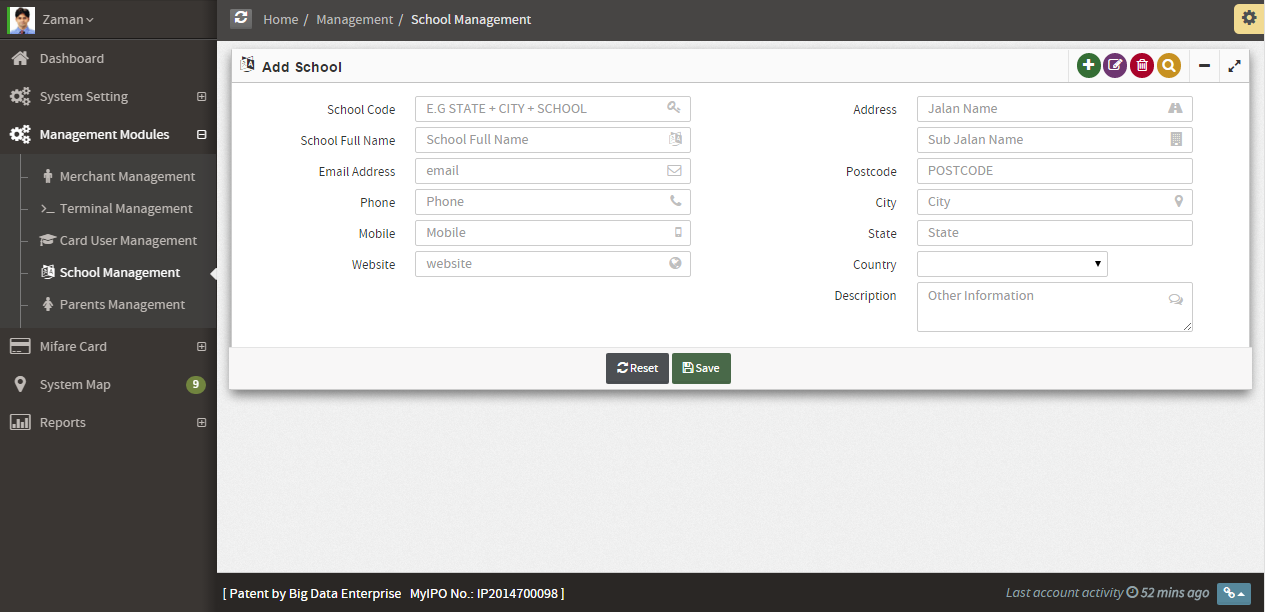 Zaman
Home / Management / School Management
Dashboard
System Setting
Management Modules
Merchant Management
Terminal Management
Card User Management
School Management
Parents Management
Mifare Card
System Map 9
Reports
Add School
School Code E.G STATE + CITY + SCHOOL
School Full Name School Full Name
Email Address email
Phone Phone
Mobile Mobile
Website website
Address Jalan Name
Sub Jalan Name
Postcode POSTCODE
City City
State State
Country
Description Other Information
Reset Save
[ Patent by Big Data Enterprise MyIPO No.: IP2014700098 ]
Last account activity 52 mins ago